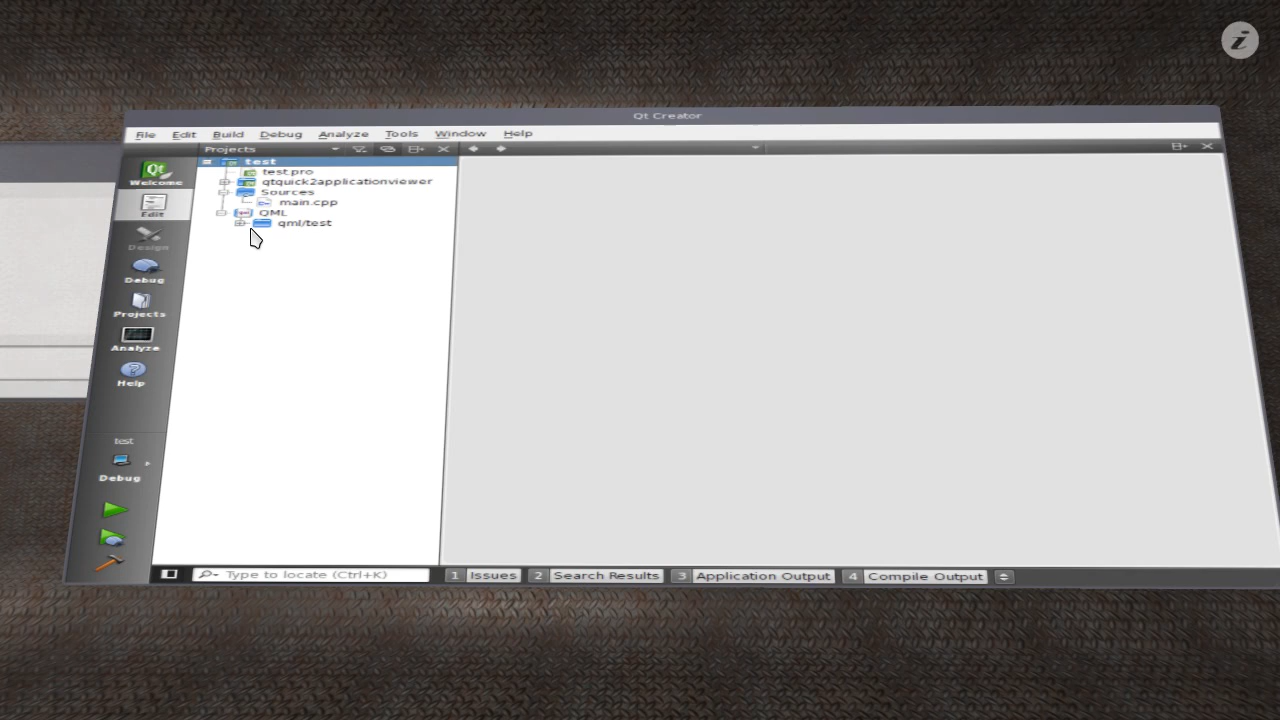 Qt Creator
File Edit Build Debug Analyze Tools Window Help
Projects
Qt
Welcome
Edit
Design
Debug
Projects
Analyze
Help
test
Debug
test
test.pro
qtquick2applicationviewer
Sources
main.cpp
QML
qml/test
Type to locate (Ctrl+K)
1 Issues 2 Search Results 3 Application Output 4 Compile Output
i